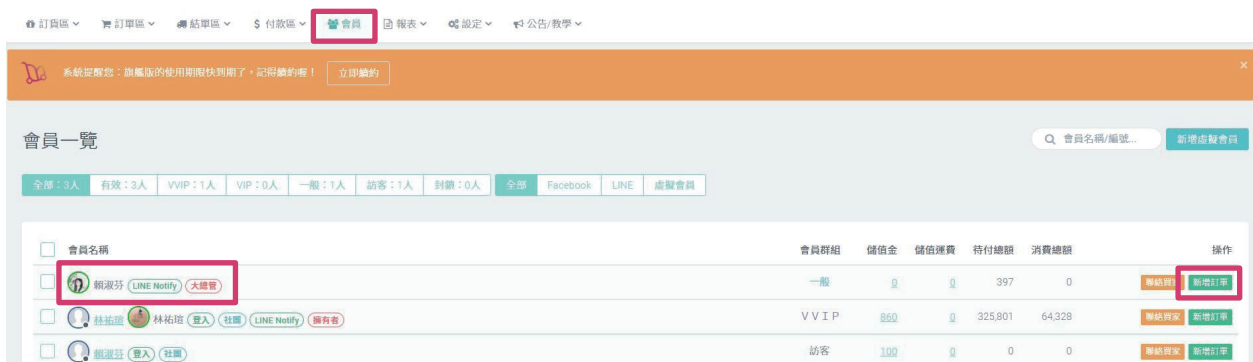 訂貨區 訂單區 結單區 $ 付款區 會員 報表 設定 公告/教學
系統提醒您：旗艦版的使用期限快到期了，記得續約喔！ 立即續約 ×
會員一覽 會員名稱/編號... 新增虛擬會員
全部：3人 有效：3人 VVIP：1人 VIP：0人 一般：1人 訪客：1人 封鎖：0人 全部 Facebook LINE 虛擬會員
會員名稱 會員群組 儲值金 儲值運費 待付總額 消費總額 操作
賴淑芬 LINE Notify 大總管 一般 0 0 397 0 聯絡買家 新增訂單
林祐瑄 林祐瑄 登入 社團 LINE Notify 擁有者 VVIP 860 0 325,801 64,328 聯絡買家 新增訂單
賴淑芬 登入 社團 訪客 100 0 0 0 聯絡買家 新增訂單